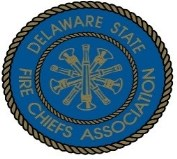 DELAWARE STATE
FIRE CHIEFS ASSOCIATION